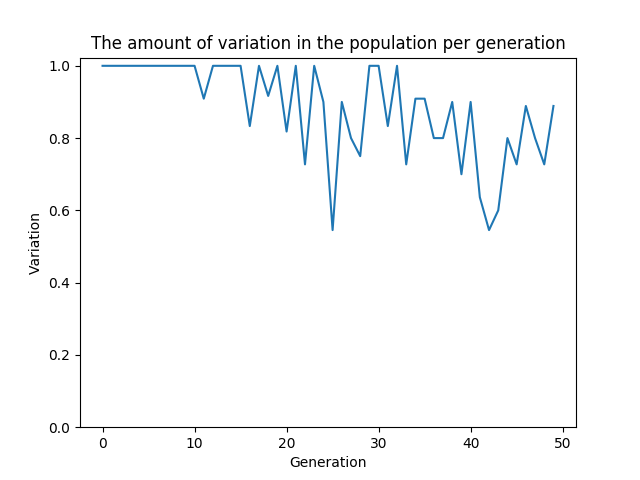 The amount of variation in the population per generation
1.0
0.8
0.6
0.4
0.2
0.0
Variation
0 10 20 30 40 50
Generation